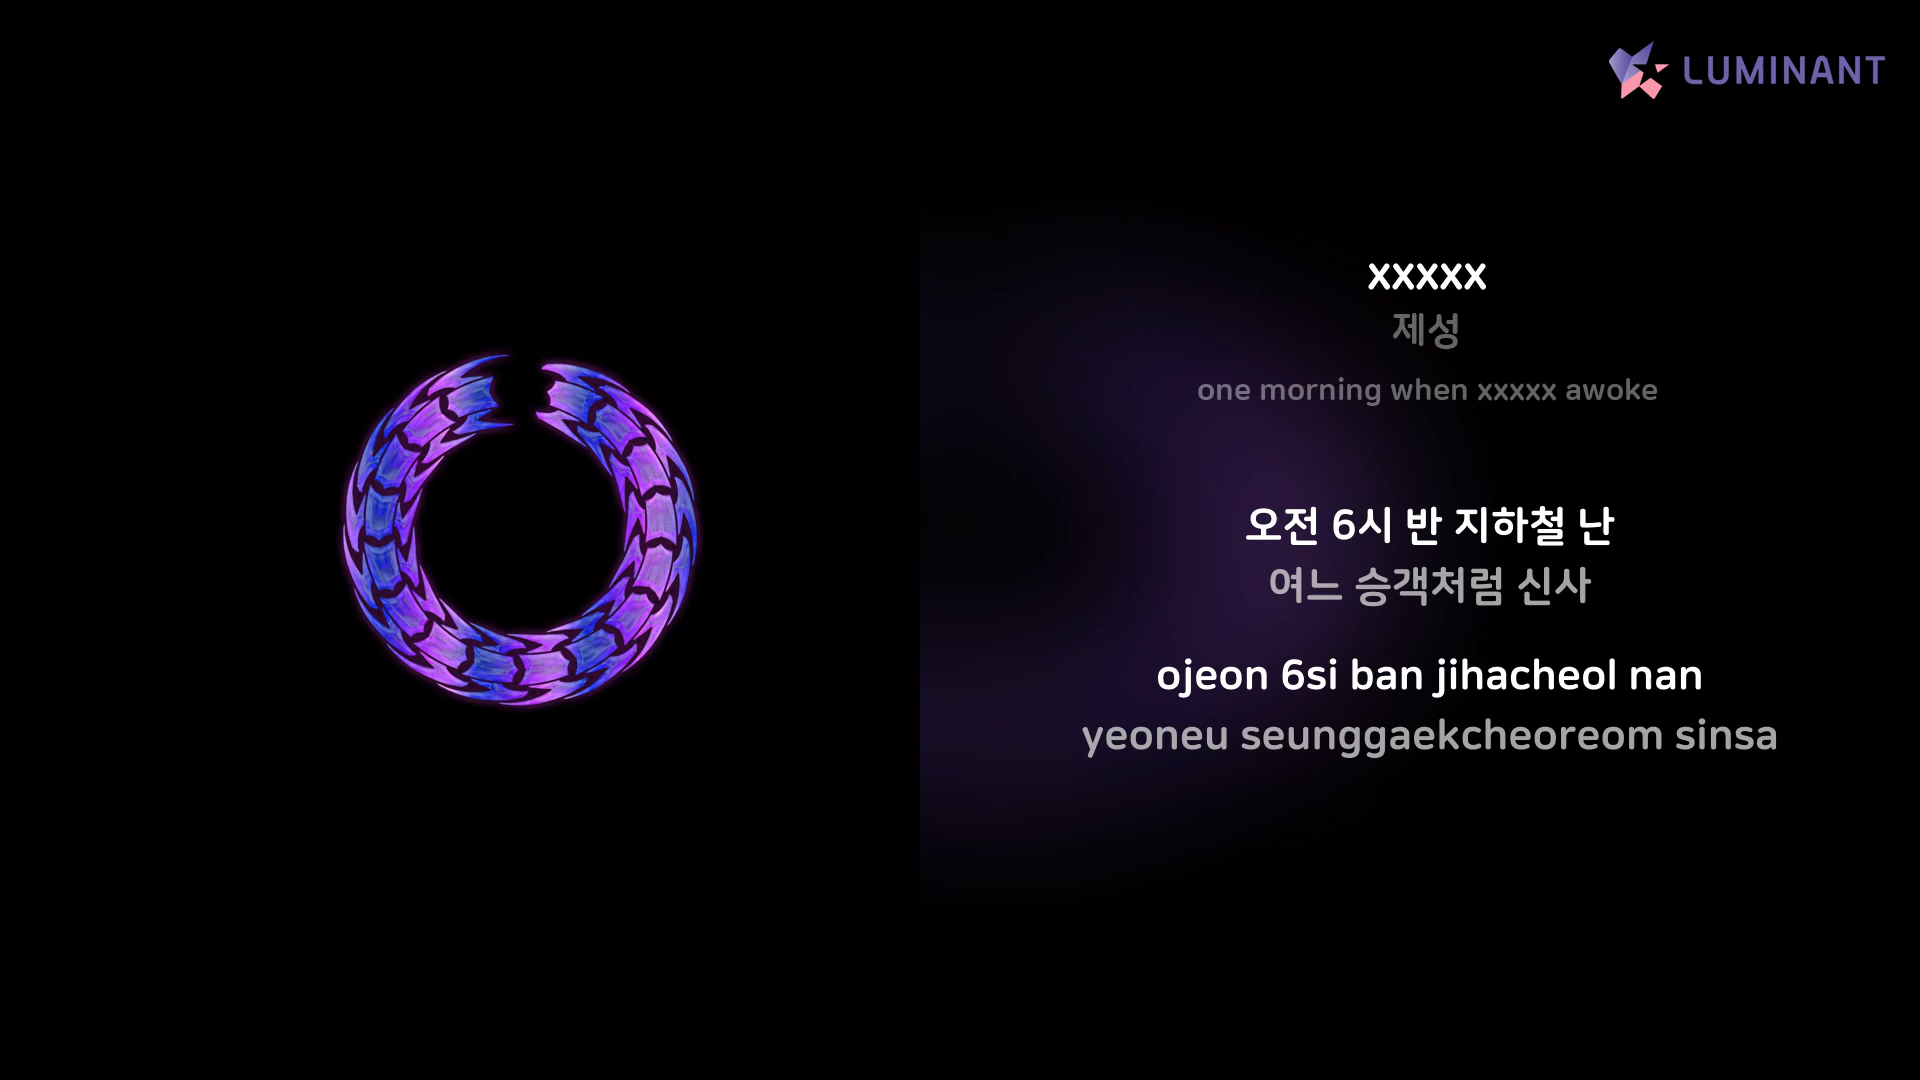 LUMINANT
xxxxx
제성
one morning when xxxxx awoke
오전 6시 반 지하철 난
여느 승객처럼 신사
ojeon 6si ban jihacheol nan
yeoneu seunggaekcheoreom sinsa